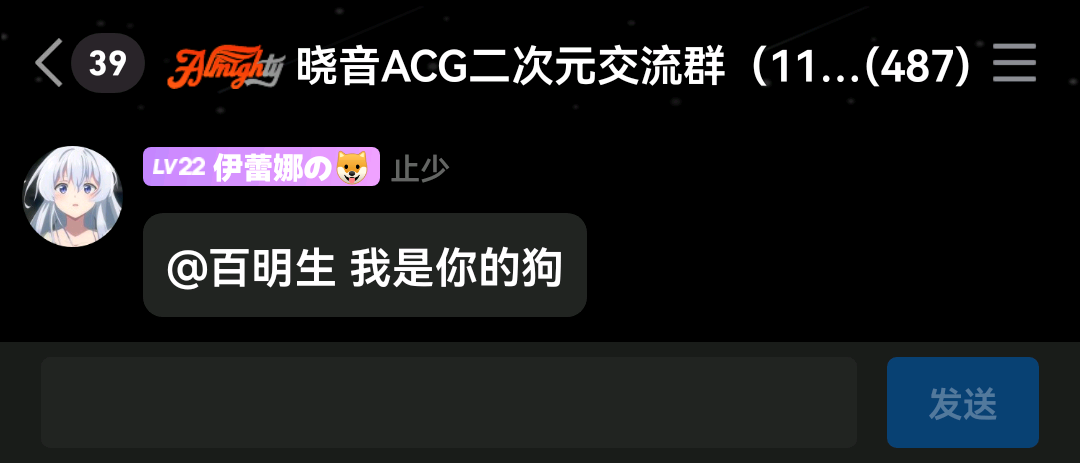 39 Almighty 晓音ACG二次元交流群（11...(487)
LV22 伊蕾娜の🐶 止少
@百明生 我是你的狗
发送